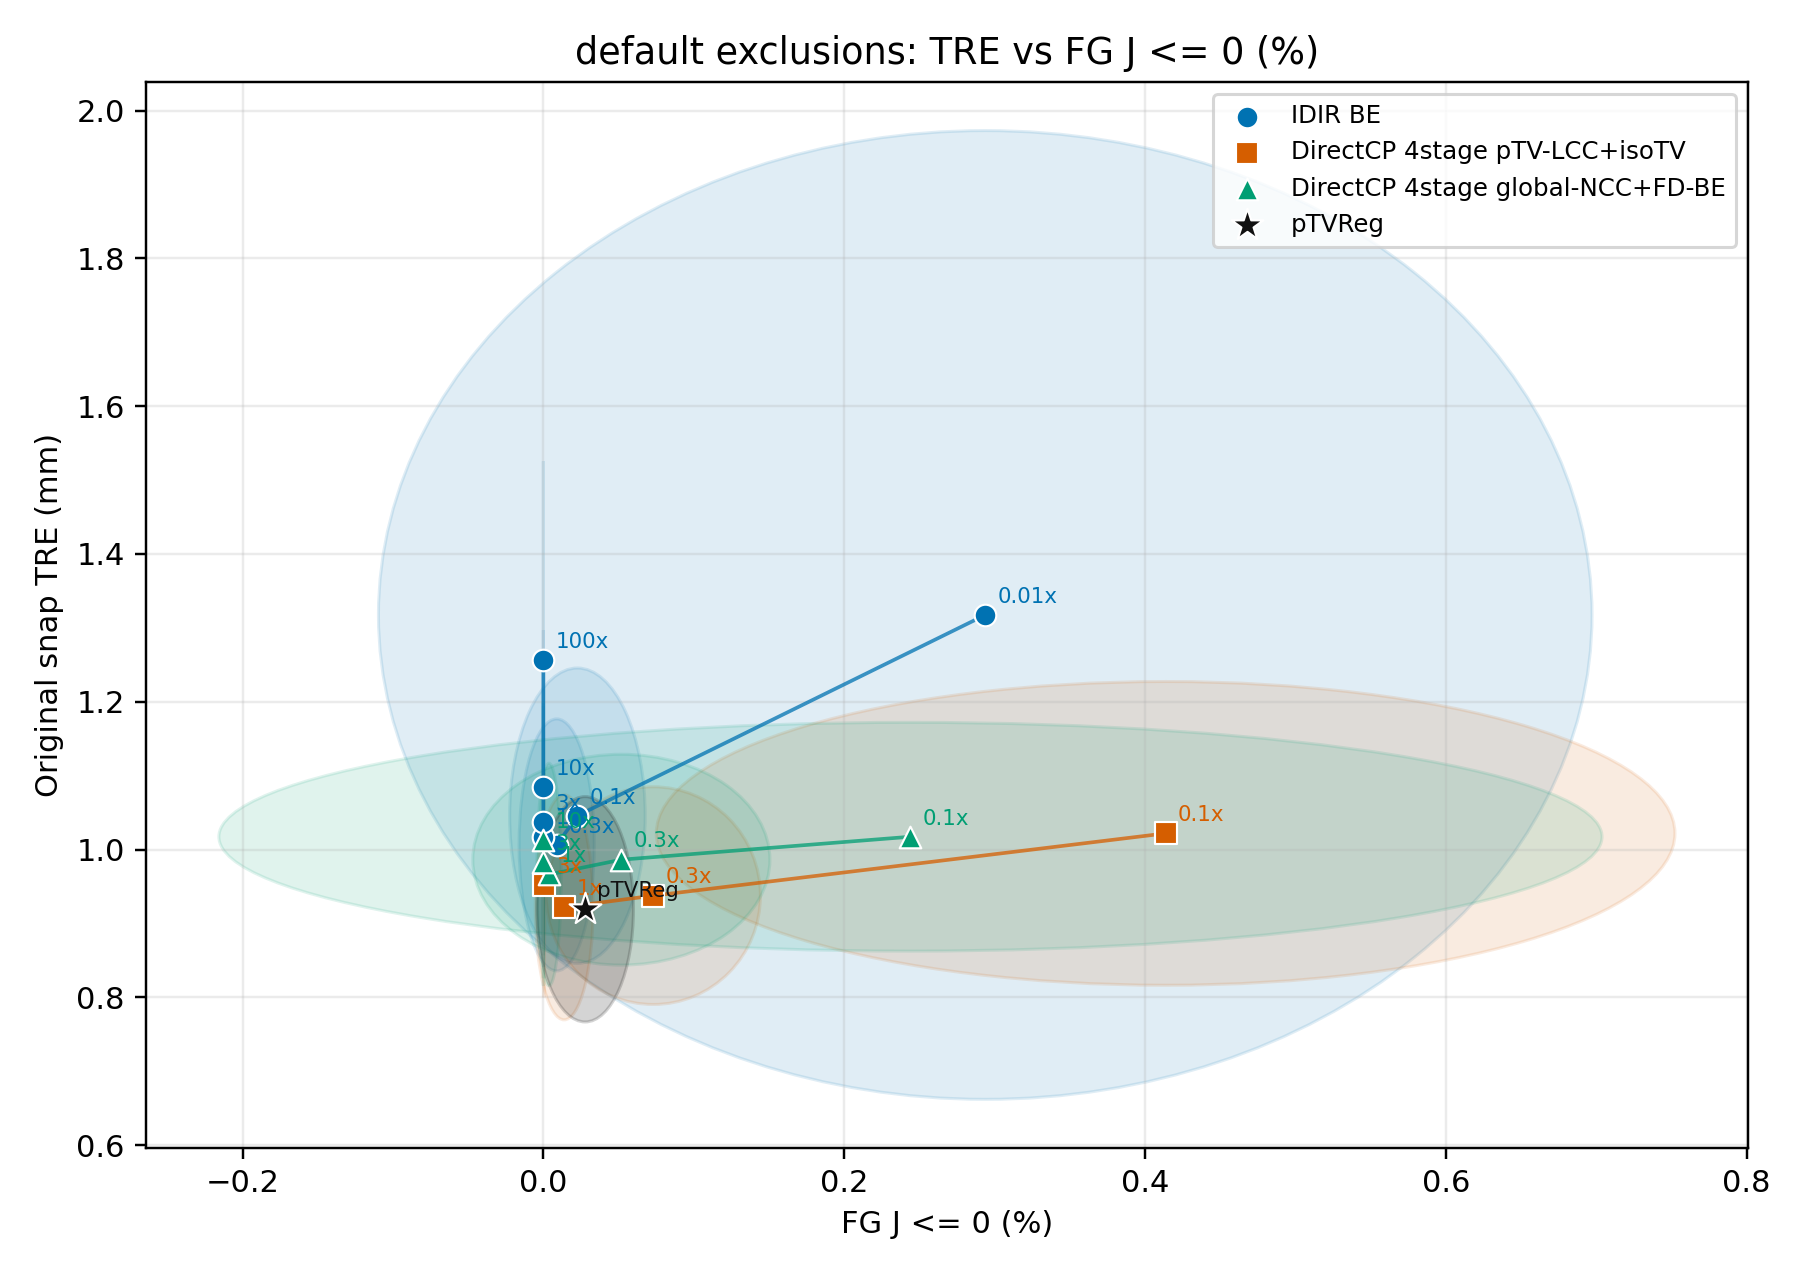 default exclusions: TRE vs FG J <= 0 (%)
IDIR BE
DirectCP 4stage pTV-LCC+isoTV
DirectCP 4stage global-NCC+FD-BE
pTVReg
Original snap TRE (mm)
2.0
1.8
1.6
1.4
1.2
1.0
0.8
0.6
0.01x
100x
10x
3x
0.1x
0.3x
0.1x
0.1x
0.3x
1x
3x
0.3x
1x
pTVReg
−0.2
0.0
0.2
0.4
0.6
0.8
FG J <= 0 (%)